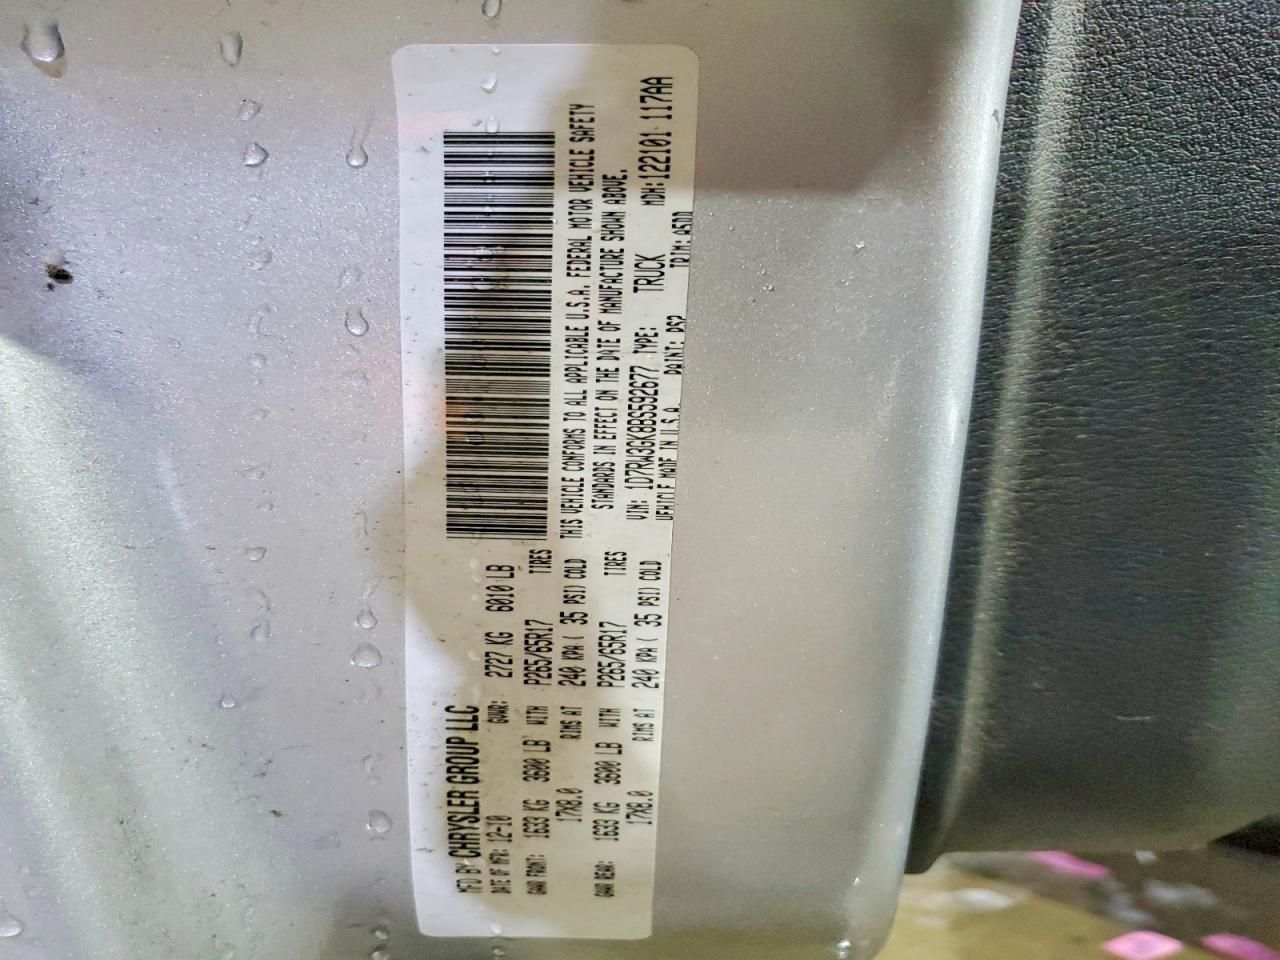 MFD BY CHRYSLER GROUP LLC
DATE OF MFR: 12-10 GVWR: 2727 KG 6010 LB
GAWR FRONT: 1633 KG 3600 LB WITH P265/65R17 TIRES
17X8.0 RIMS AT 240 KPA ( 35 PSI) COLD
GAWR REAR: 1633 KG 3600 LB WITH P265/65R17 TIRES
17X8.0 RIMS AT 240 KPA ( 35 PSI) COLD
THIS VEHICLE CONFORMS TO ALL APPLICABLE U.S.A. FEDERAL MOTOR VEHICLE SAFETY
STANDARDS IN EFFECT ON THE DATE OF MANUFACTURE SHOWN ABOVE.
VIN: 1D7RW3GK8BS592677 TYPE: TRUCK MDH: 122101 117AA
VEHICLE MADE IN U.S.A. PAINT: PS2 TRIM: A5DD